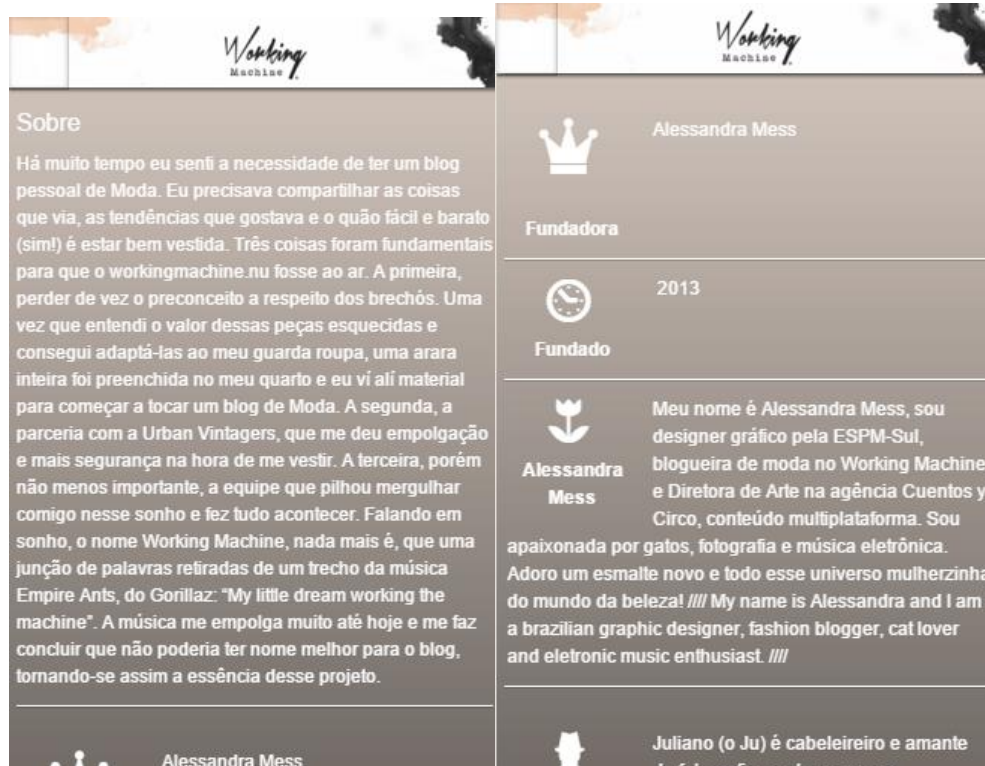 Working
Machine
Sobre
Há muito tempo eu senti a necessidade de ter um blog
pessoal de Moda. Eu precisava compartilhar as coisas
que via, as tendências que gostava e o quão fácil e barato
(sim!) é estar bem vestida. Três coisas foram fundamentais
para que o workingmachine.nu fosse ao ar. A primeira,
perder de vez o preconceito a respeito dos brechós. Uma
vez que entendi o valor dessas peças esquecidas e
consegui adaptá-las ao meu guarda roupa, uma arara
inteira foi preenchida no meu quarto e eu ví alí material
para começar a tocar um blog de Moda. A segunda, a
parceria com a Urban Vintagers, que me deu empolgação
e mais segurança na hora de me vestir. A terceira, porém
não menos importante, a equipe que pilhou mergulhar
comigo nesse sonho e fez tudo acontecer. Falando em
sonho, o nome Working Machine, nada mais é, que uma
junção de palavras retiradas de um trecho da música
Empire Ants, do Gorillaz: “My little dream working the
machine”. A música me empolga muito até hoje e me faz
concluir que não poderia ter nome melhor para o blog,
tornando-se assim a essência desse projeto.
Alessandra Mess
Working
Machine
Alessandra Mess
Fundadora
2013
Fundado
Alessandra
Mess
Meu nome é Alessandra Mess, sou
designer gráfico pela ESPM-Sul,
blogueira de moda no Working Machine
e Diretora de Arte na agência Cuentos y
Circo, conteúdo multiplataforma. Sou
apaixonada por gatos, fotografia e música eletrônica.
Adoro um esmalte novo e todo esse universo mulherzinha
do mundo da beleza! //// My name is Alessandra and I am
a brazilian graphic designer, fashion blogger, cat lover
and eletronic music enthusiast. ////
Juliano (o Ju) é cabeleireiro e amante